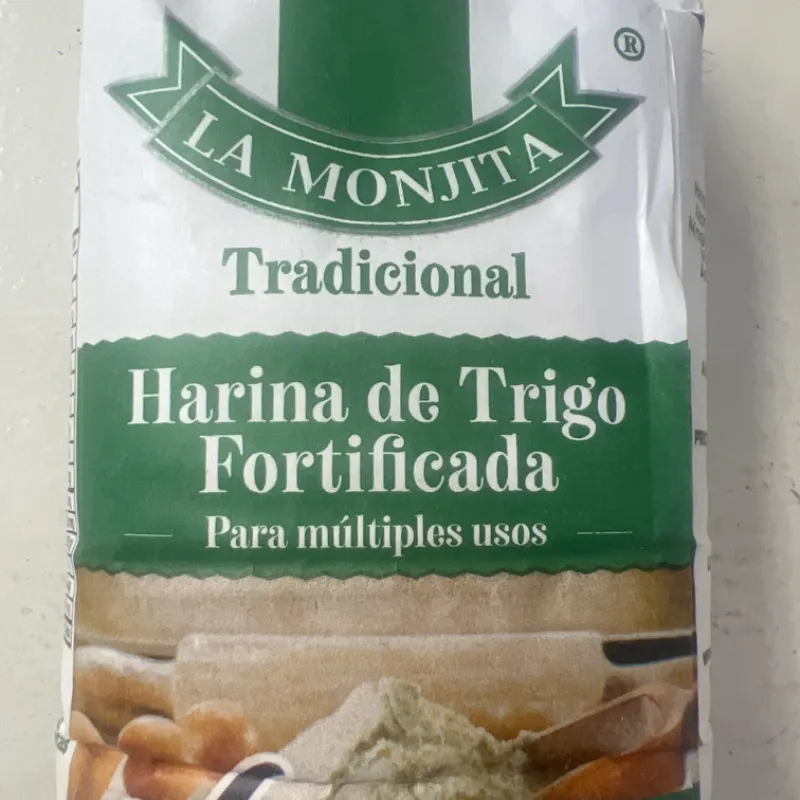 ®
LA MONJITA
Tradicional
Harina de Trigo
Fortificada
Para múltiples usos